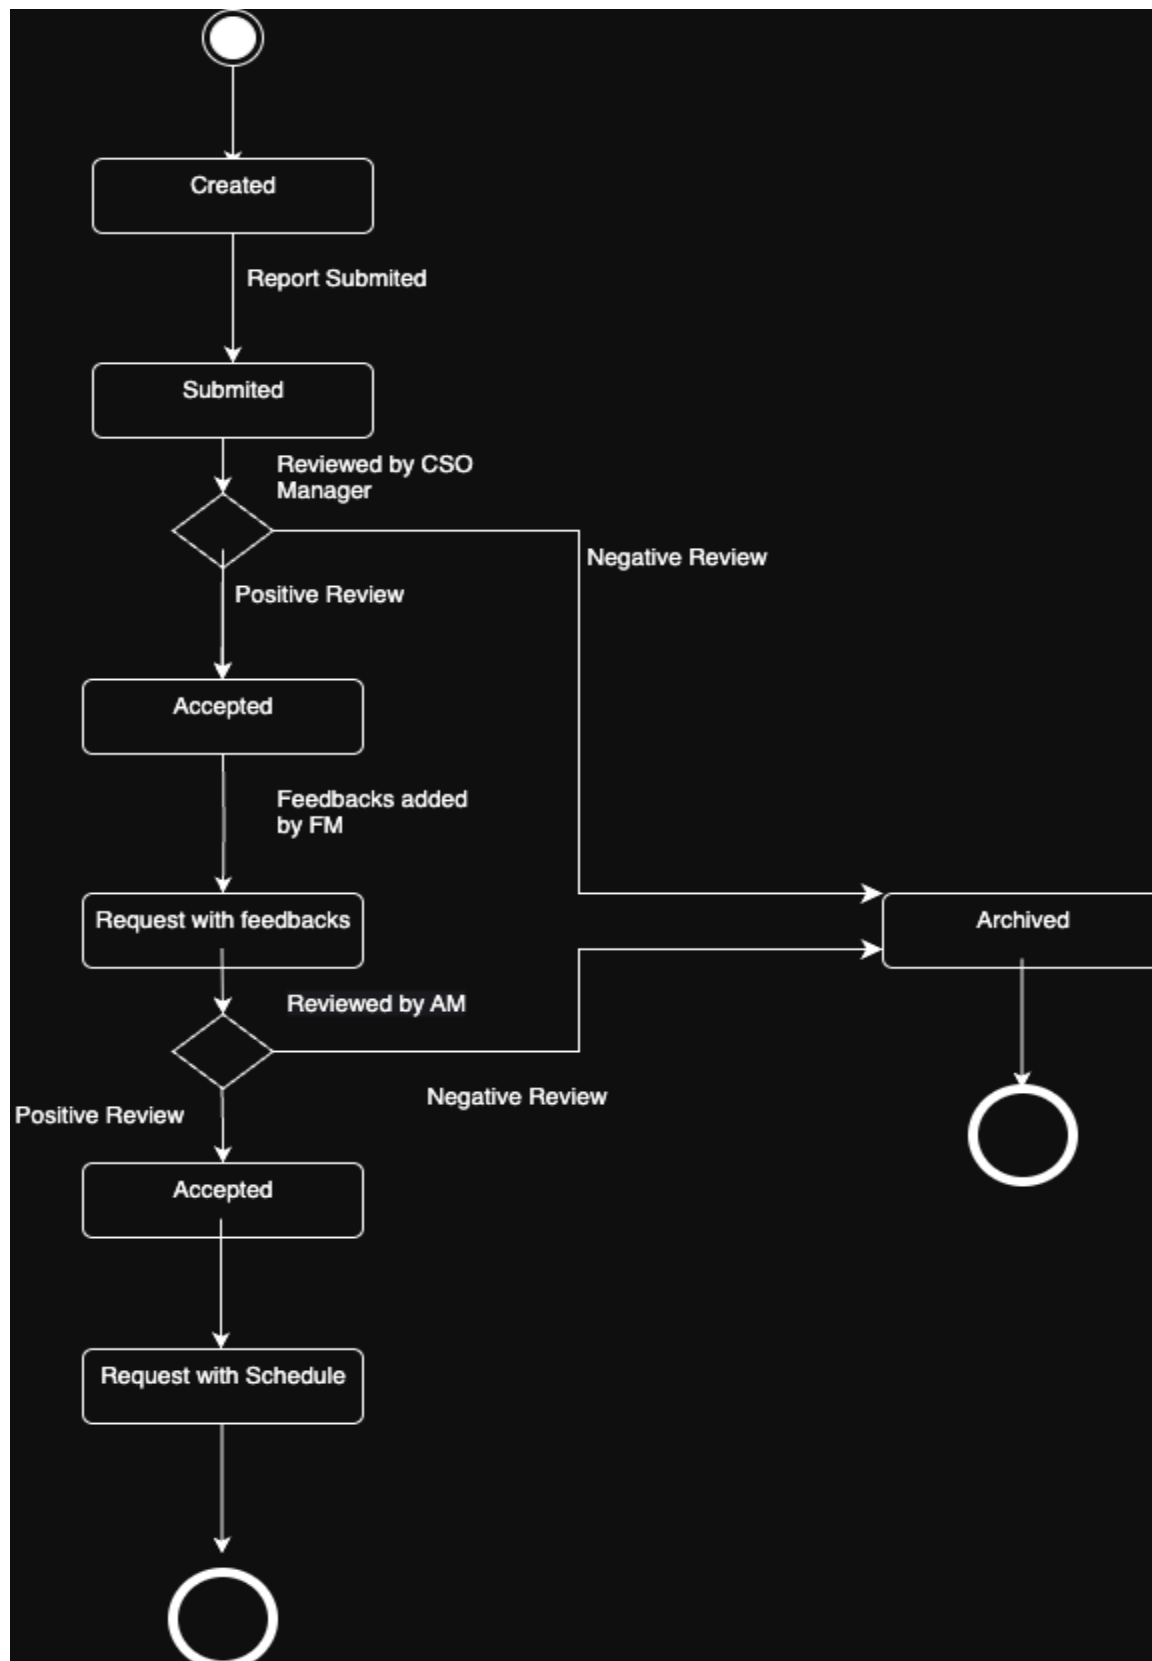 Created
Report Submited
Submited
Reviewed by CSO
Manager
Negative Review
Positive Review
Accepted
Feedbacks added
by FM
Request with feedbacks
Archived
Reviewed by AM
Negative Review
Positive Review
Accepted
Request with Schedule